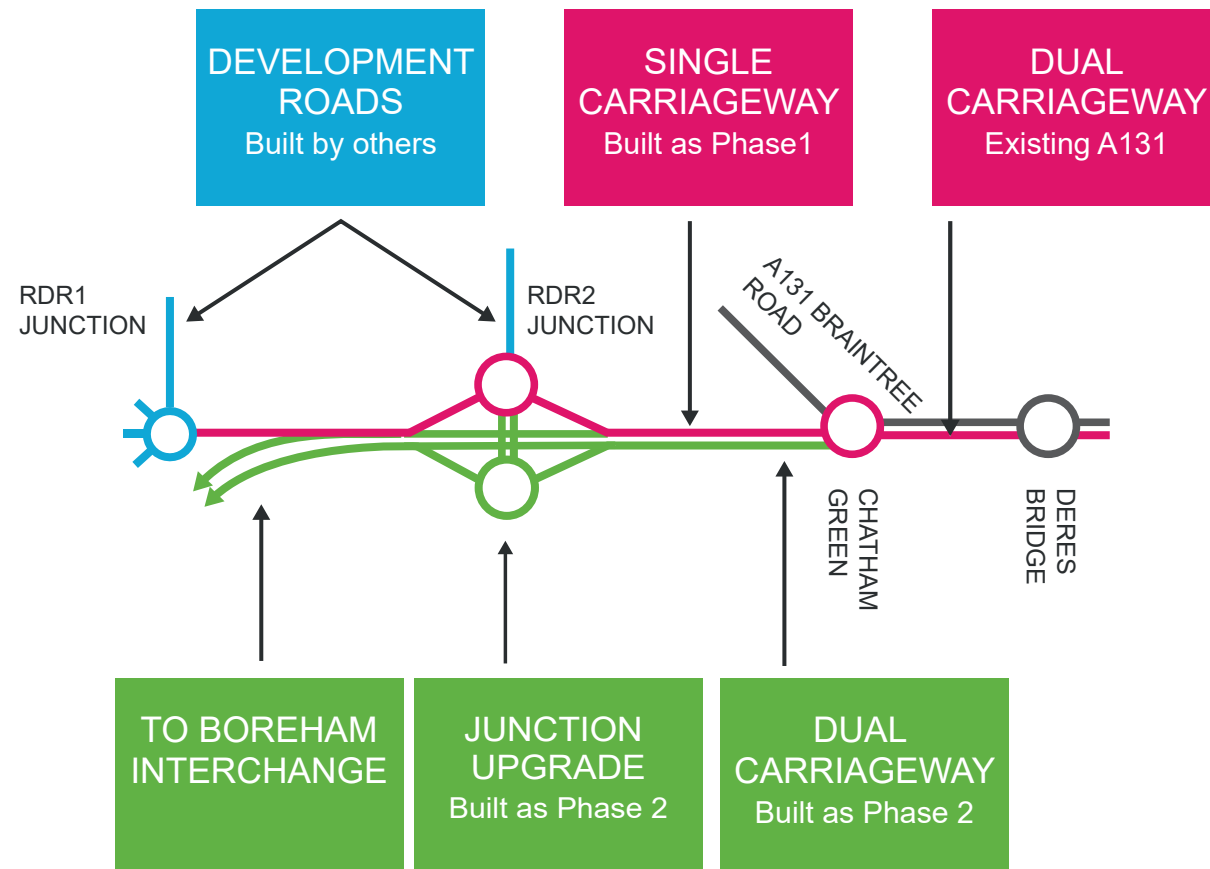 DEVELOPMENT
ROADS
Built by others
SINGLE
CARRIAGEWAY
Built as Phase1
DUAL
CARRIAGEWAY
Existing A131
RDR1
JUNCTION
RDR2
JUNCTION
A131 BRAINTREE
ROAD
CHATHAM
GREEN
DERES
BRIDGE
TO BOREHAM
INTERCHANGE
JUNCTION
UPGRADE
Built as Phase 2
DUAL
CARRIAGEWAY
Built as Phase 2